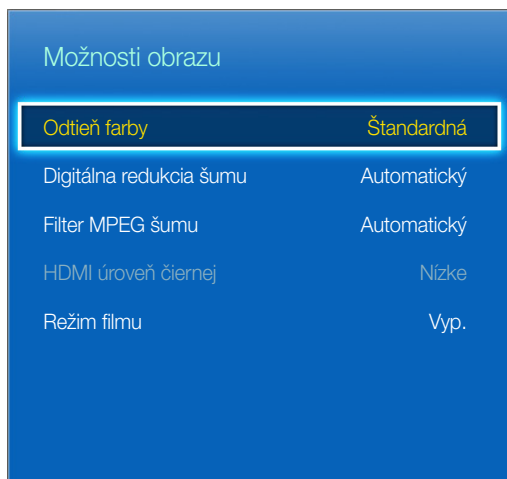 Možnosti obrazu
Odtieň farby Štandardná
Digitálna redukcia šumu Automatický
Filter MPEG šumu Automatický
HDMI úroveň čiernej Nízke
Režim filmu Vyp.